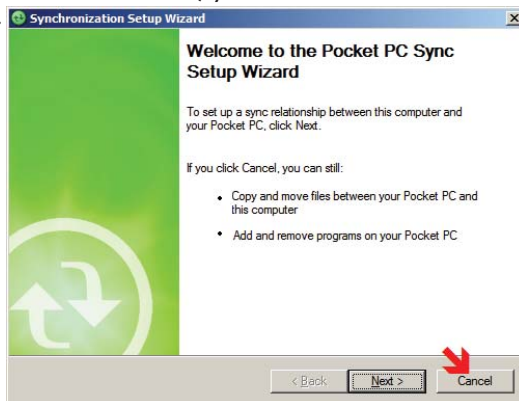 Synchronization Setup Wizard
Welcome to the Pocket PC Sync
Setup Wizard
To set up a sync relationship between this computer and
your Pocket PC, click Next.
If you click Cancel, you can still:
• Copy and move files between your Pocket PC and
this computer
• Add and remove programs on your Pocket PC
< Back Next > Cancel